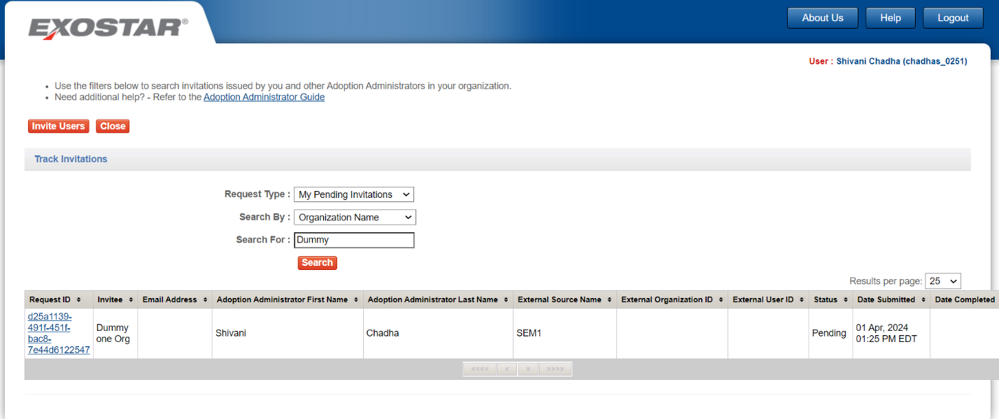 EXOSTAR®
About Us Help Logout
User : Shivani Chadha (chadhas_0251)
Use the filters below to search invitations issued by you and other Adoption Administrators in your organization.
Need additional help? - Refer to the Adoption Administrator Guide
Invite Users Close
Track Invitations
Request Type : My Pending Invitations
Search By : Organization Name
Search For : Dummy
Search
Results per page: 25
Request ID Invitee Email Address Adoption Administrator First Name Adoption Administrator Last Name External Source Name External Organization ID External User ID Status Date Submitted Date Completed
d25a1139-
491f-451f-
bac8-
7e44d6122547
Dummy
one Org
Shivani
Chadha
SEM1
Pending
01 Apr, 2024
01:25 PM EDT
«« « » »»